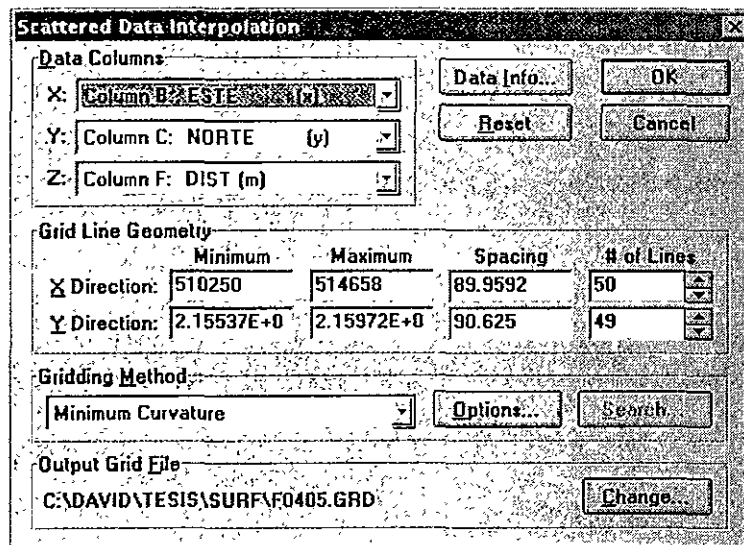 Scattered Data Interpolation
Data Columns
X: Column B: ESTE (x)
Y: Column C: NORTE (y)
Z: Column F: DIST (m)
Data Info...
OK
Reset
Cancel
Grid Line Geometry
Minimum Maximum Spacing # of Lines
X Direction: 510250 514658 89.9592 50
Y Direction: 2.15537E+0 2.15972E+0 90.625 49
Gridding Method
Minimum Curvature
Options...
Search...
Output Grid File
C:\DAVID\TESIS\SURF\F0405.GRD
Change...